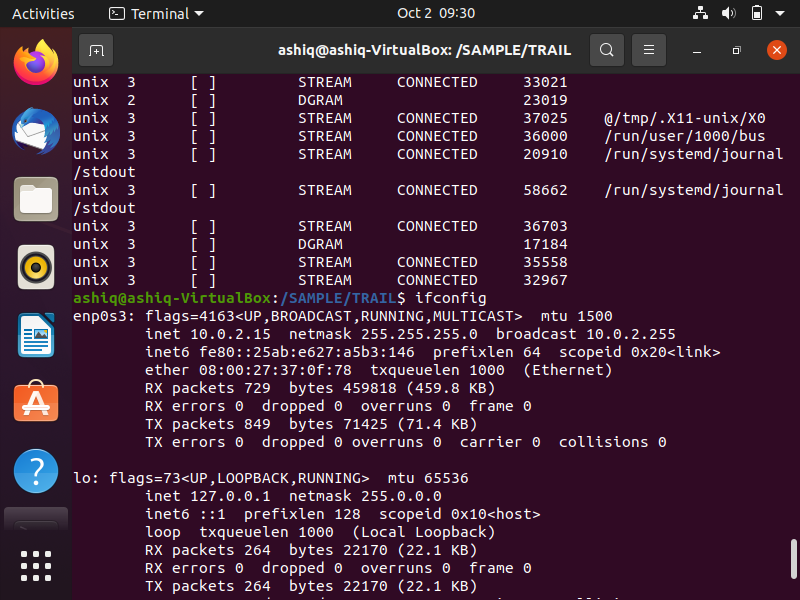 Activities Terminal Oct 2 09:30
ashiq@ashiq-VirtualBox: /SAMPLE/TRAIL
unix 3 [ ] STREAM CONNECTED 33021
unix 2 [ ] DGRAM 23019
unix 3 [ ] STREAM CONNECTED 37025 @/tmp/.X11-unix/X0
unix 3 [ ] STREAM CONNECTED 36000 /run/user/1000/bus
unix 3 [ ] STREAM CONNECTED 20910 /run/systemd/journal
/stdout
unix 3 [ ] STREAM CONNECTED 58662 /run/systemd/journal
/stdout
unix 3 [ ] STREAM CONNECTED 36703
unix 3 [ ] DGRAM 17184
unix 3 [ ] STREAM CONNECTED 35558
unix 3 [ ] STREAM CONNECTED 32967
ashiq@ashiq-VirtualBox:/SAMPLE/TRAIL$ ifconfig
enp0s3: flags=4163<UP,BROADCAST,RUNNING,MULTICAST> mtu 1500
inet 10.0.2.15 netmask 255.255.255.0 broadcast 10.0.2.255
inet6 fe80::25ab:e627:a5b3:146 prefixlen 64 scopeid 0x20<link>
ether 08:00:27:37:0f:78 txqueuelen 1000 (Ethernet)
RX packets 729 bytes 459818 (459.8 KB)
RX errors 0 dropped 0 overruns 0 frame 0
TX packets 849 bytes 71425 (71.4 KB)
TX errors 0 dropped 0 overruns 0 carrier 0 collisions 0
lo: flags=73<UP,LOOPBACK,RUNNING> mtu 65536
inet 127.0.0.1 netmask 255.0.0.0
inet6 ::1 prefixlen 128 scopeid 0x10<host>
loop txqueuelen 1000 (Local Loopback)
RX packets 264 bytes 22170 (22.1 KB)
RX errors 0 dropped 0 overruns 0 frame 0
TX packets 264 bytes 22170 (22.1 KB)